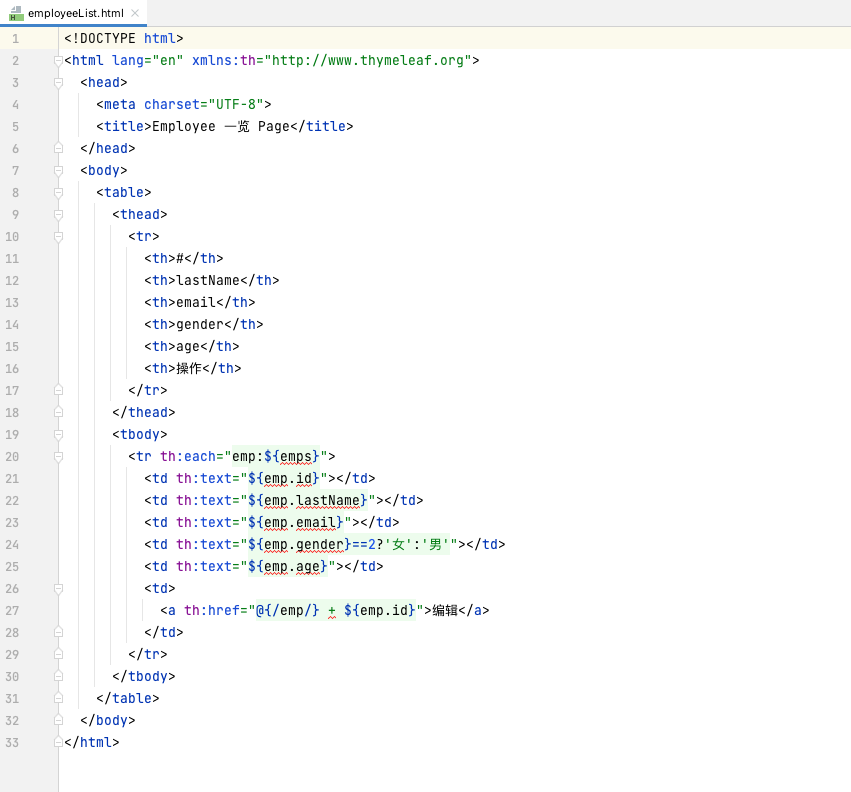 employeeList.html
1 <!DOCTYPE html>
2 <html lang="en" xmlns:th="http://www.thymeleaf.org">
3 <head>
4 <meta charset="UTF-8">
5 <title>Employee 一览 Page</title>
6 </head>
7 <body>
8 <table>
9 <thead>
10 <tr>
11 <th>#</th>
12 <th>lastName</th>
13 <th>email</th>
14 <th>gender</th>
15 <th>age</th>
16 <th>操作</th>
17 </tr>
18 </thead>
19 <tbody>
20 <tr th:each="emp:${emps}">
21 <td th:text="${emp.id}"></td>
22 <td th:text="${emp.lastName}"></td>
23 <td th:text="${emp.email}"></td>
24 <td th:text="${emp.gender}==2?'女':'男'"></td>
25 <td th:text="${emp.age}"></td>
26 <td>
27 <a th:href="@{/emp/} + ${emp.id}">编辑</a>
28 </td>
29 </tr>
30 </tbody>
31 </table>
32 </body>
33 </html>